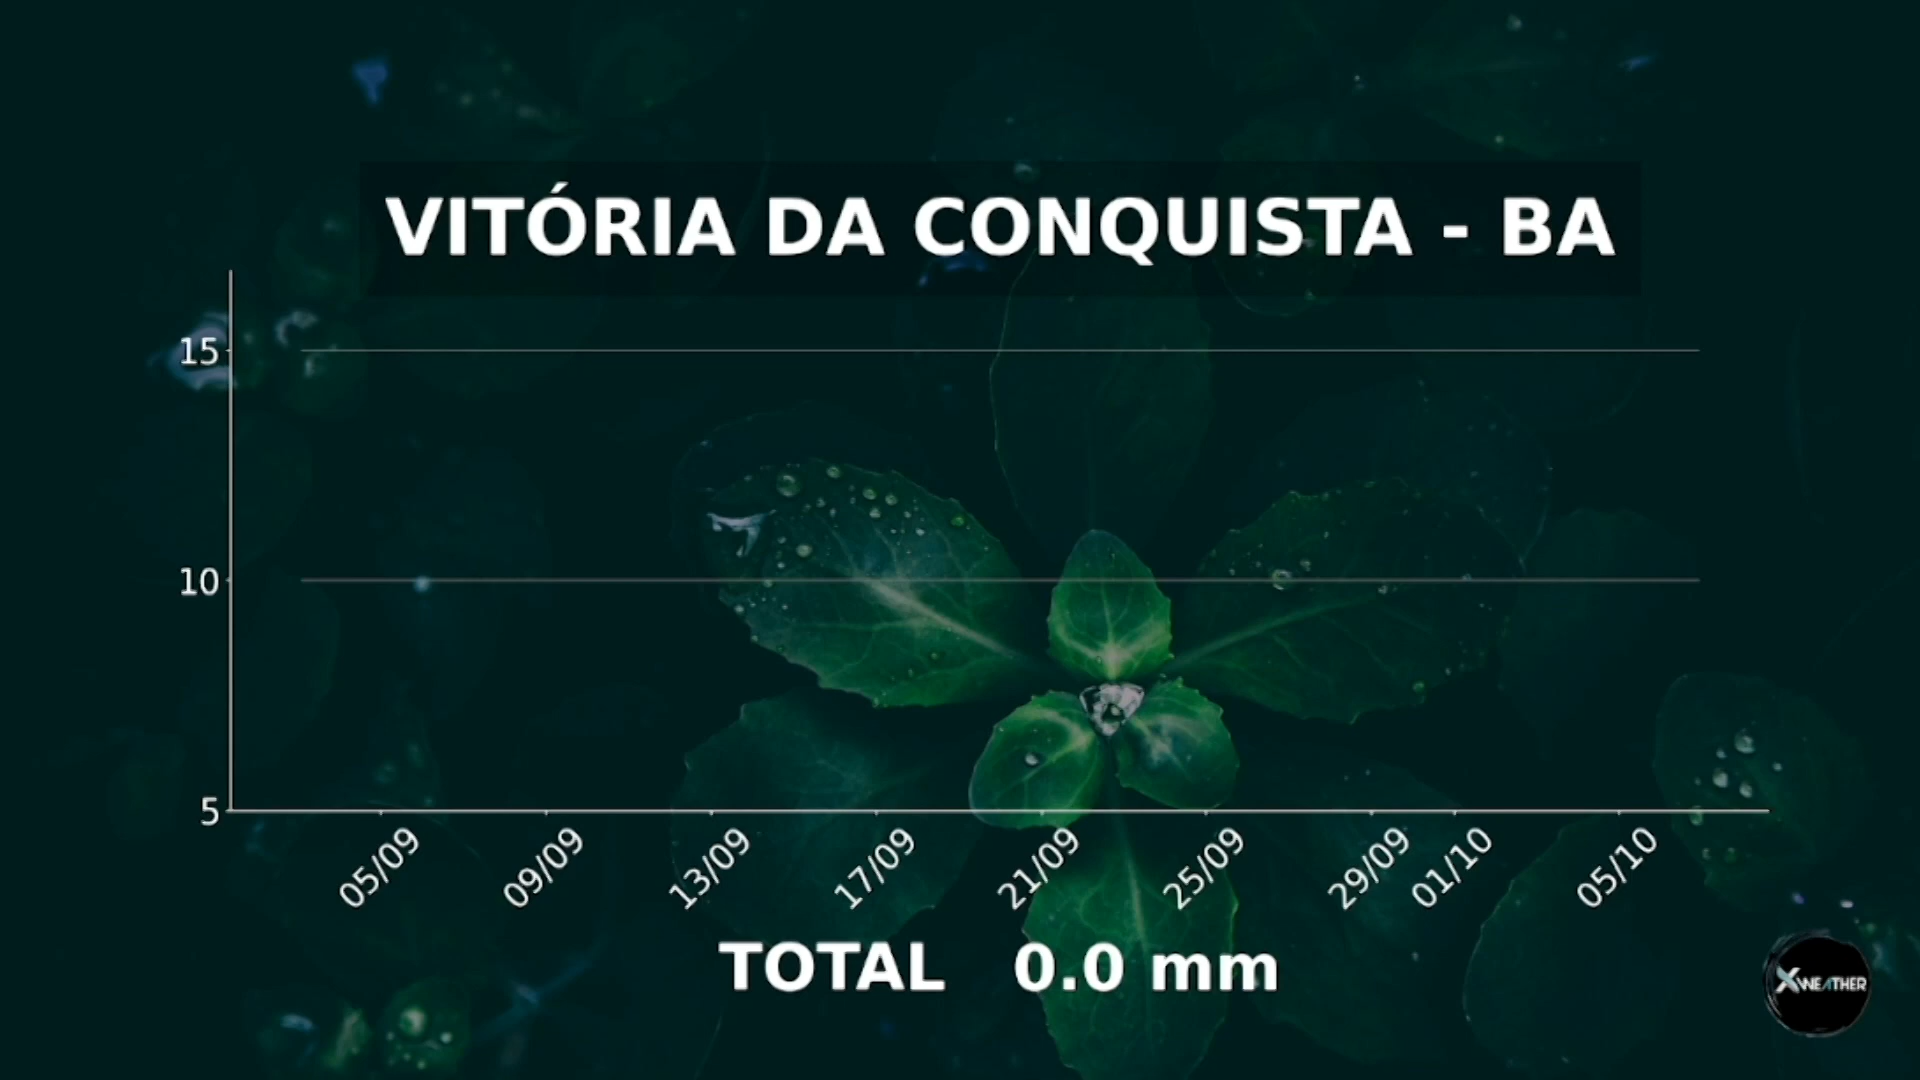 VITÓRIA DA CONQUISTA - BA
15
10
5
05/09 09/09 13/09 17/09 21/09 25/09 29/09 01/10 05/10
TOTAL 0.0 mm
XWEATHER